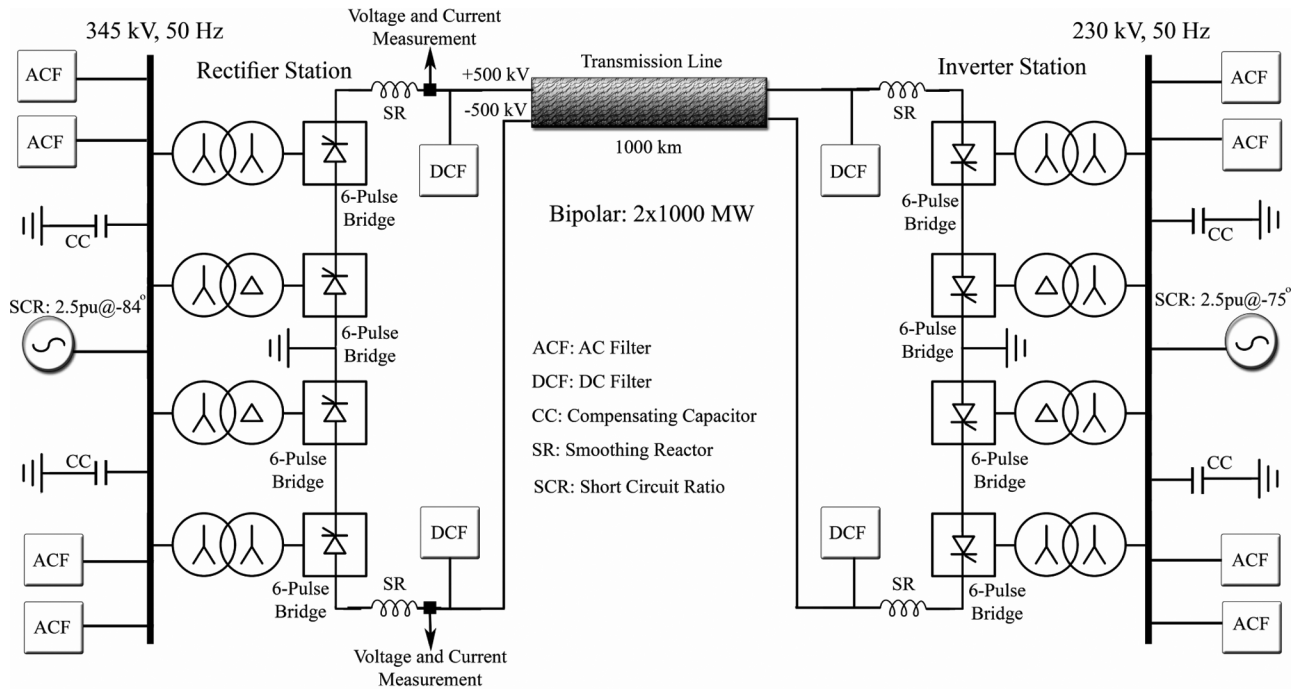 345 kV, 50 Hz
Voltage and Current
Measurement
230 kV, 50 Hz
ACF
Rectifier Station
+500 kV
Transmission Line
Inverter Station
ACF
SR
-500 kV
SR
ACF
1000 km
ACF
DCF
DCF
6-Pulse
Bridge
Bipolar: 2x1000 MW
6-Pulse
Bridge
CC
CC
SCR: 2.5pu@-84°
SCR: 2.5pu@-75°
6-Pulse
Bridge
6-Pulse
Bridge
ACF: AC Filter
DCF: DC Filter
CC: Compensating Capacitor
SR: Smoothing Reactor
SCR: Short Circuit Ratio
CC
6-Pulse
Bridge
6-Pulse
Bridge
CC
DCF
DCF
ACF
ACF
6-Pulse
Bridge
SR
SR
6-Pulse
Bridge
ACF
ACF
Voltage and Current
Measurement